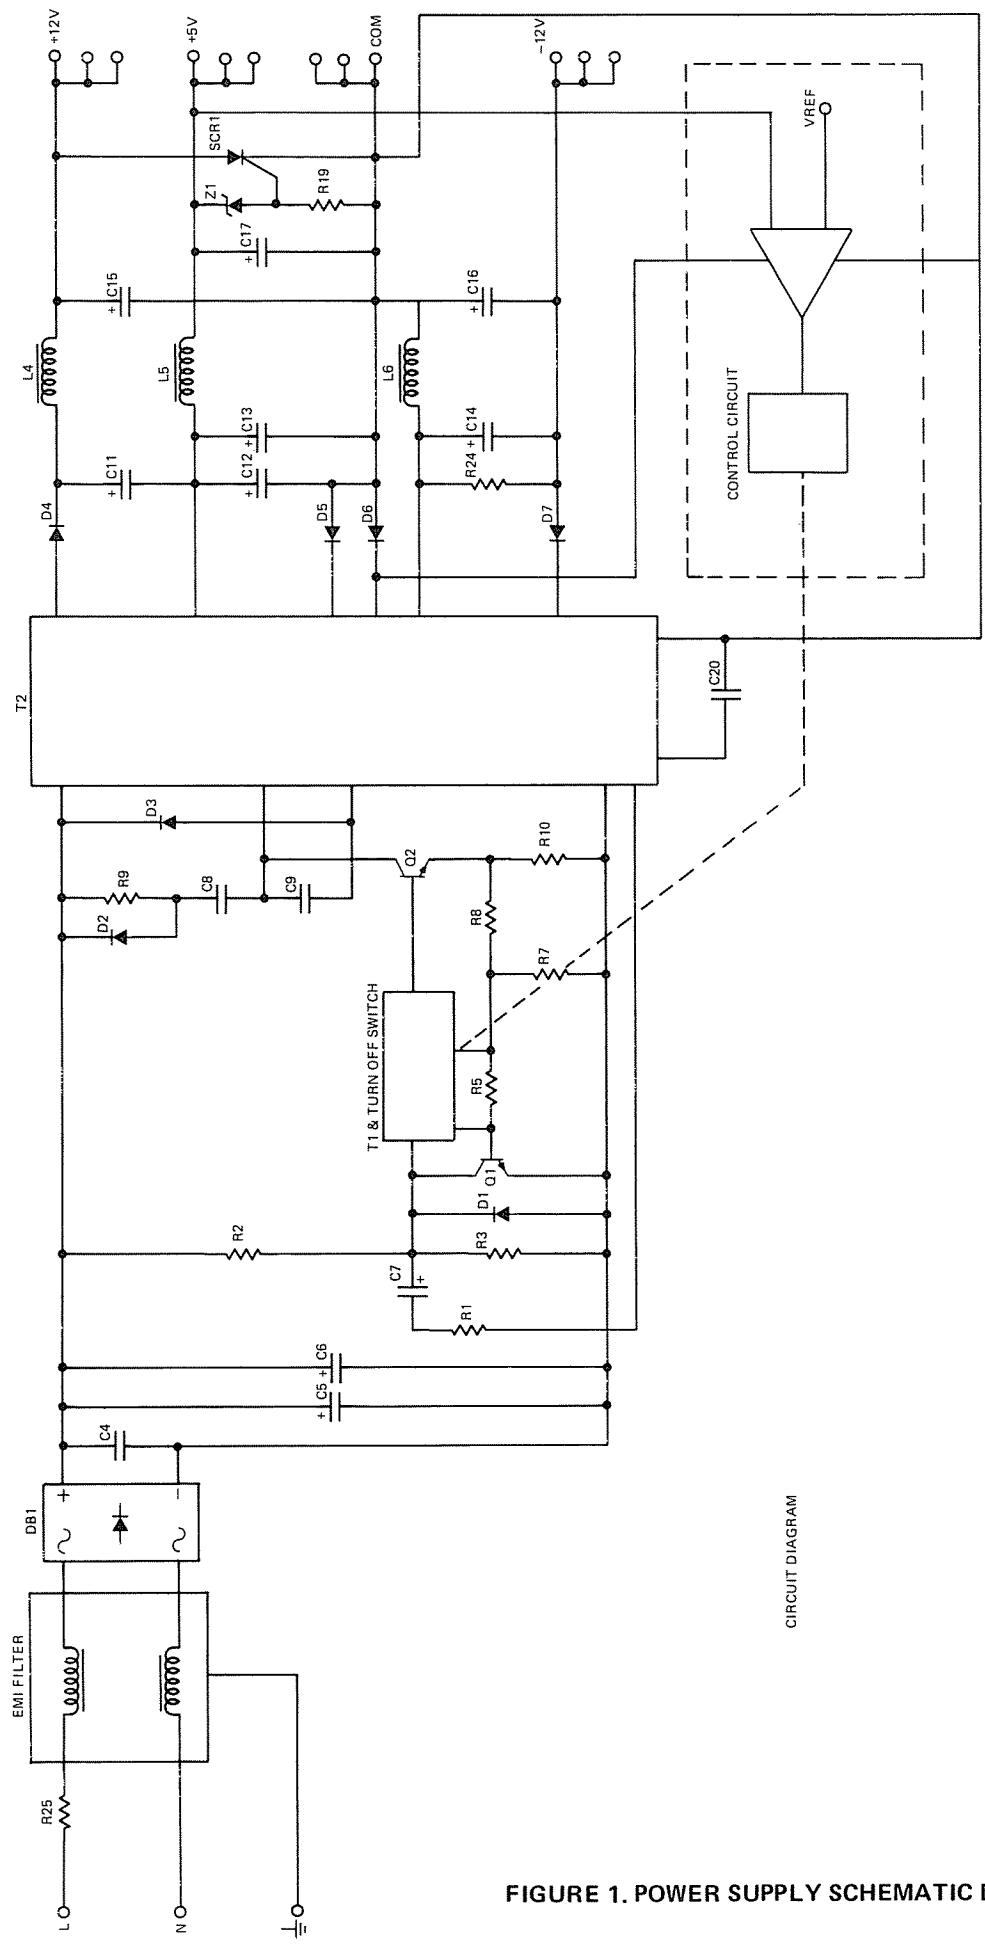 +12V
+5V
COM
−12V
SCR1
Z1
R19
C17
+
C15
+
C16
+
VREF
L4
L5
L6
C13
+
C14
+
C11
+
C12
+
R24
CONTROL CIRCUIT
D4
D5
D6
D7
T2
C20
D3
R9
C8
C9
D2
Q2
R10
R8
R7
T1 & TURN OFF SWITCH
R5
Q1
D1
R2
R3
C7
+
R1
C6
+
C5
+
C4
DB1
+
−
EMI FILTER
R25
L
N
CIRCUIT DIAGRAM
FIGURE 1. POWER SUPPLY SCHEMATIC